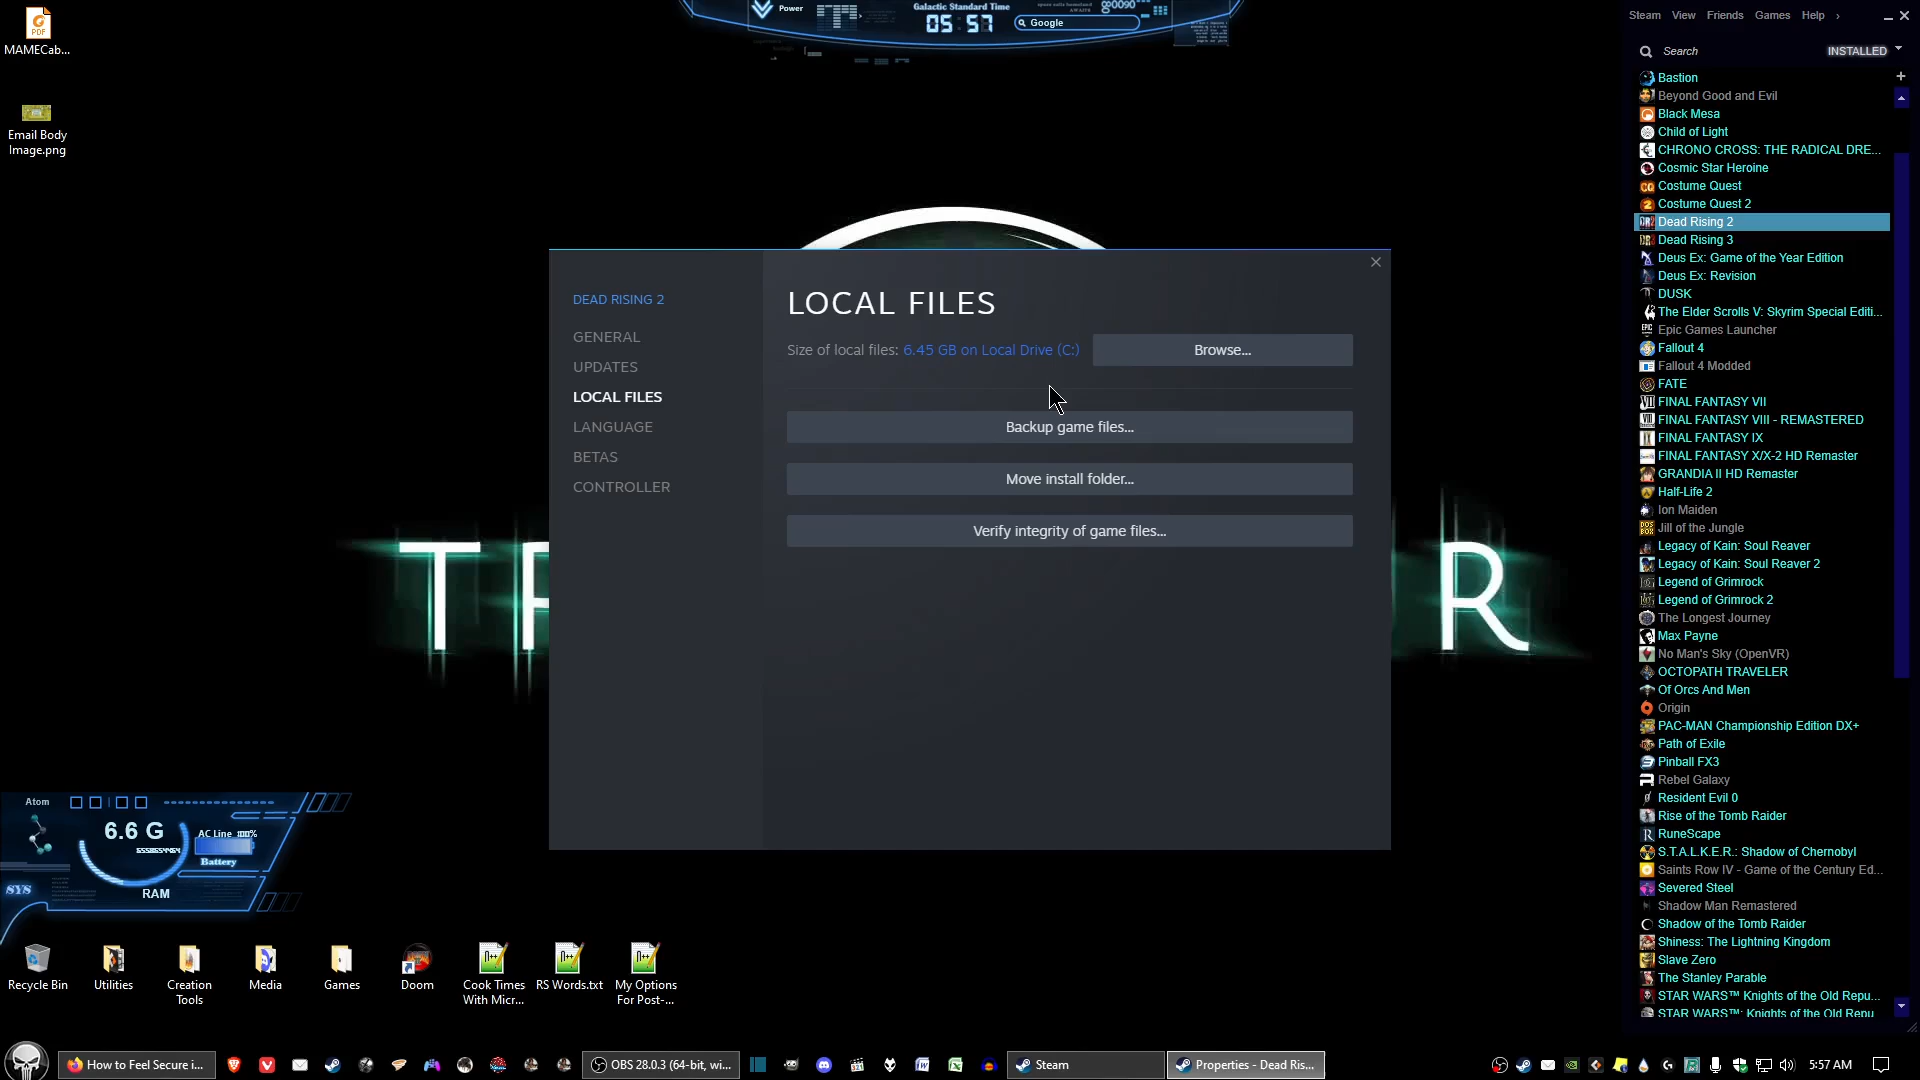 MAMECab...
Email Body
Image.png
Power
Galactic Standard Time
05 57
Google
Steam View Friends Games Help
Search
INSTALLED
Bastion
Beyond Good and Evil
Black Mesa
Child of Light
CHRONO CROSS: THE RADICAL DRE...
Cosmic Star Heroine
Costume Quest
Costume Quest 2
Dead Rising 2
Dead Rising 3
Deus Ex: Game of the Year Edition
Deus Ex: Revision
DUSK
The Elder Scrolls V: Skyrim Special Editi...
Epic Games Launcher
Fallout 4
Fallout 4 Modded
FATE
FINAL FANTASY VII
FINAL FANTASY VIII - REMASTERED
FINAL FANTASY IX
FINAL FANTASY X/X-2 HD Remaster
GRANDIA II HD Remaster
Half-Life 2
Ion Maiden
Jill of the Jungle
Legacy of Kain: Soul Reaver
Legacy of Kain: Soul Reaver 2
Legend of Grimrock
Legend of Grimrock 2
The Longest Journey
Max Payne
No Man's Sky (OpenVR)
OCTOPATH TRAVELER
Of Orcs And Men
Origin
PAC-MAN Championship Edition DX+
Path of Exile
Pinball FX3
Rebel Galaxy
Resident Evil 0
Rise of the Tomb Raider
RuneScape
S.T.A.L.K.E.R.: Shadow of Chernobyl
Saints Row IV - Game of the Century Ed...
Severed Steel
Shadow Man Remastered
Shadow of the Tomb Raider
Shiness: The Lightning Kingdom
Slave Zero
The Stanley Parable
STAR WARS™ Knights of the Old Repu...
STAR WARS™: Knights of the Old Repu
DEAD RISING 2
GENERAL
UPDATES
LOCAL FILES
LANGUAGE
BETAS
CONTROLLER
LOCAL FILES
Size of local files: 6.45 GB on Local Drive (C:)
Browse...
Backup game files...
Move install folder...
Verify integrity of game files...
T
R
Atom
6.6 G
AC Line 100%
Battery
SYS
RAM
Recycle Bin
Utilities
Creation
Tools
Media
Games
Doom
Cook Times
With Micr...
RS Words.txt
My Options
For Post-...
How to Feel Secure i...
OBS 28.0.3 (64-bit, wi...
Steam
Properties - Dead Ris...
5:57 AM